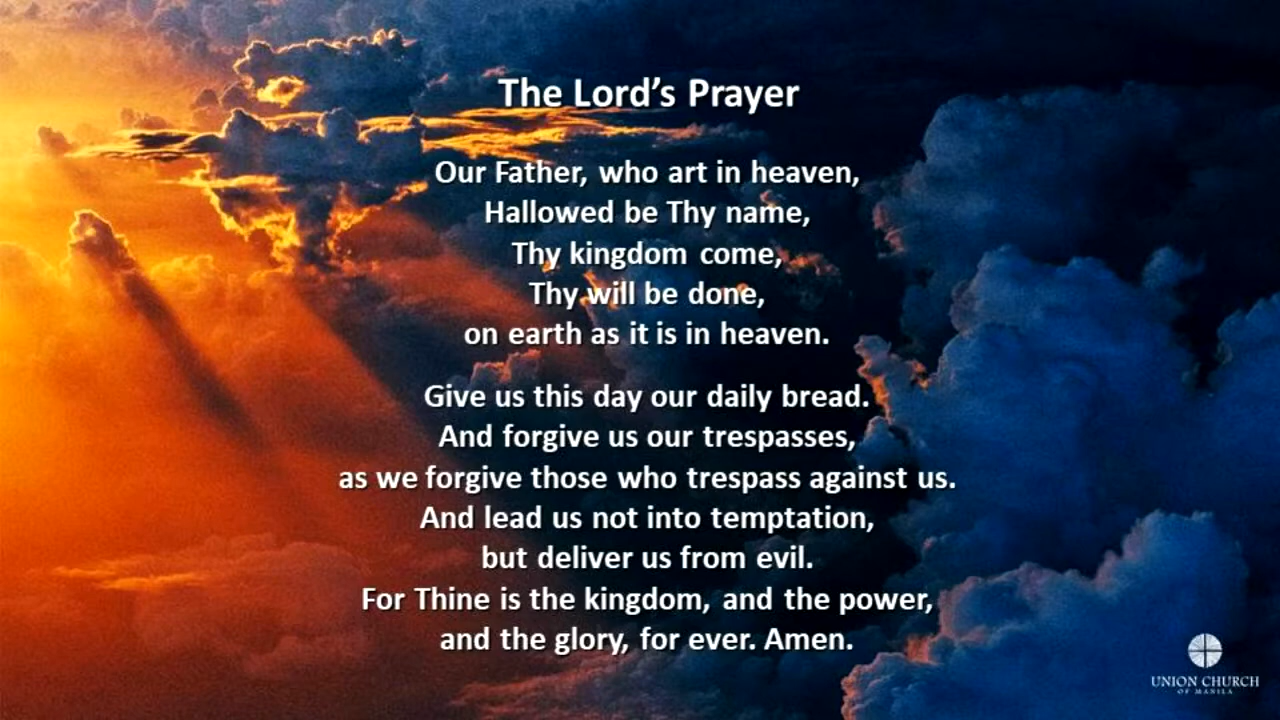 The Lord’s Prayer
Our Father, who art in heaven,
Hallowed be Thy name,
Thy kingdom come,
Thy will be done,
on earth as it is in heaven.
Give us this day our daily bread.
And forgive us our trespasses,
as we forgive those who trespass against us.
And lead us not into temptation,
but deliver us from evil.
For Thine is the kingdom, and the power,
and the glory, for ever. Amen.
UNION CHURCH
OF MANILA